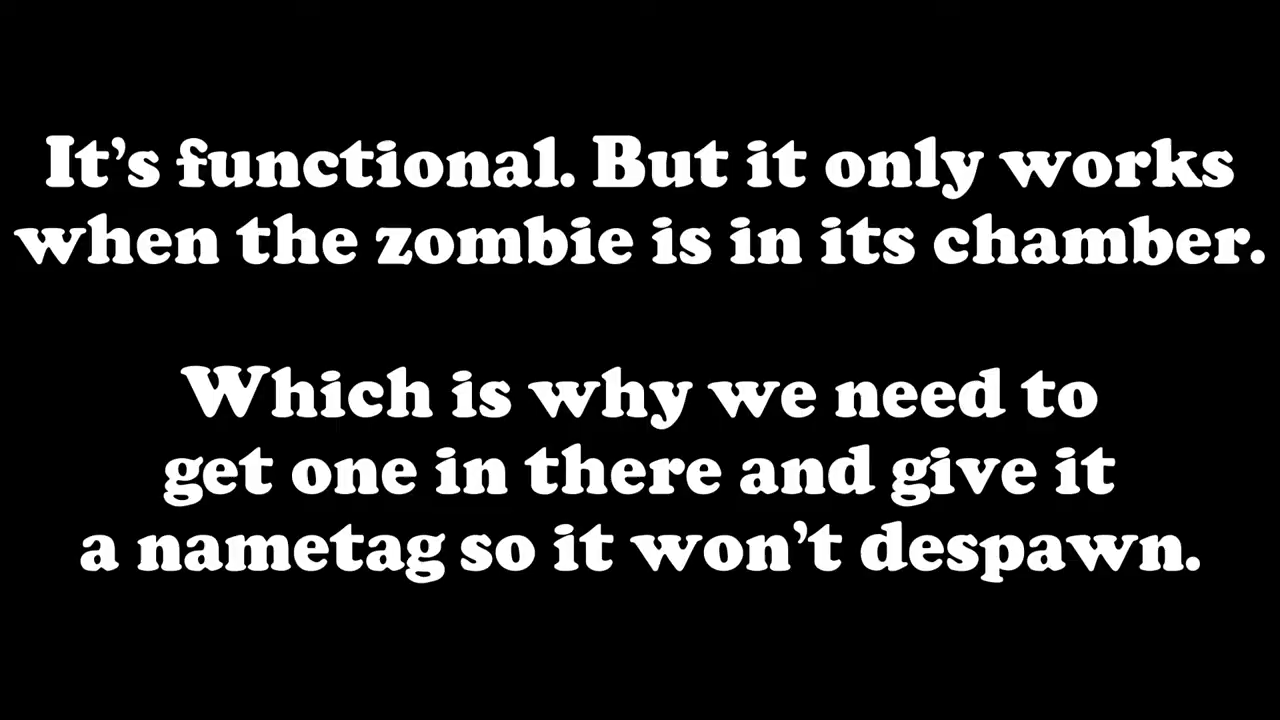 It’s functional. But it only works
when the zombie is in its chamber.
Which is why we need to
get one in there and give it
a nametag so it won’t despawn.